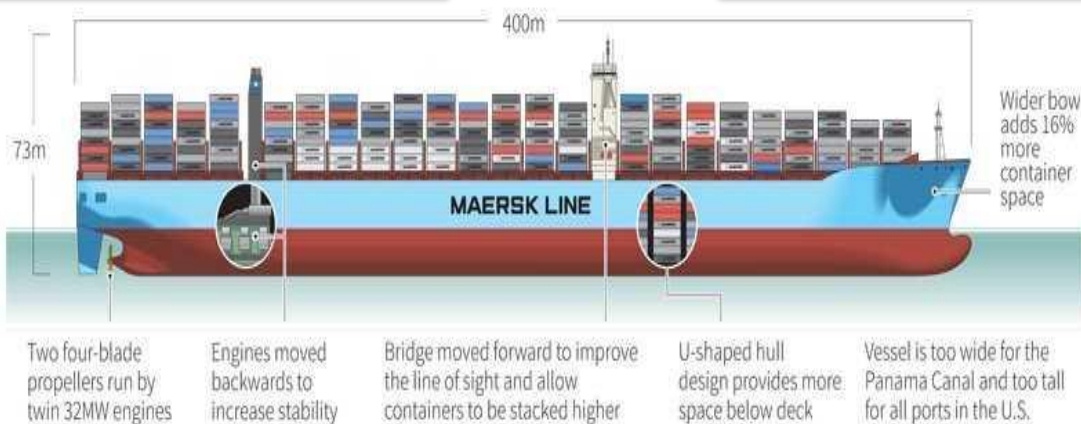 400m
73m
Wider bow
adds 16%
more
container
space
MAERSK LINE
Two four-blade
propellers run by
twin 32MW engines
Engines moved
backwards to
increase stability
Bridge moved forward to improve
the line of sight and allow
containers to be stacked higher
U-shaped hull
design provides more
space below deck
Vessel is too wide for the
Panama Canal and too tall
for all ports in the U.S.